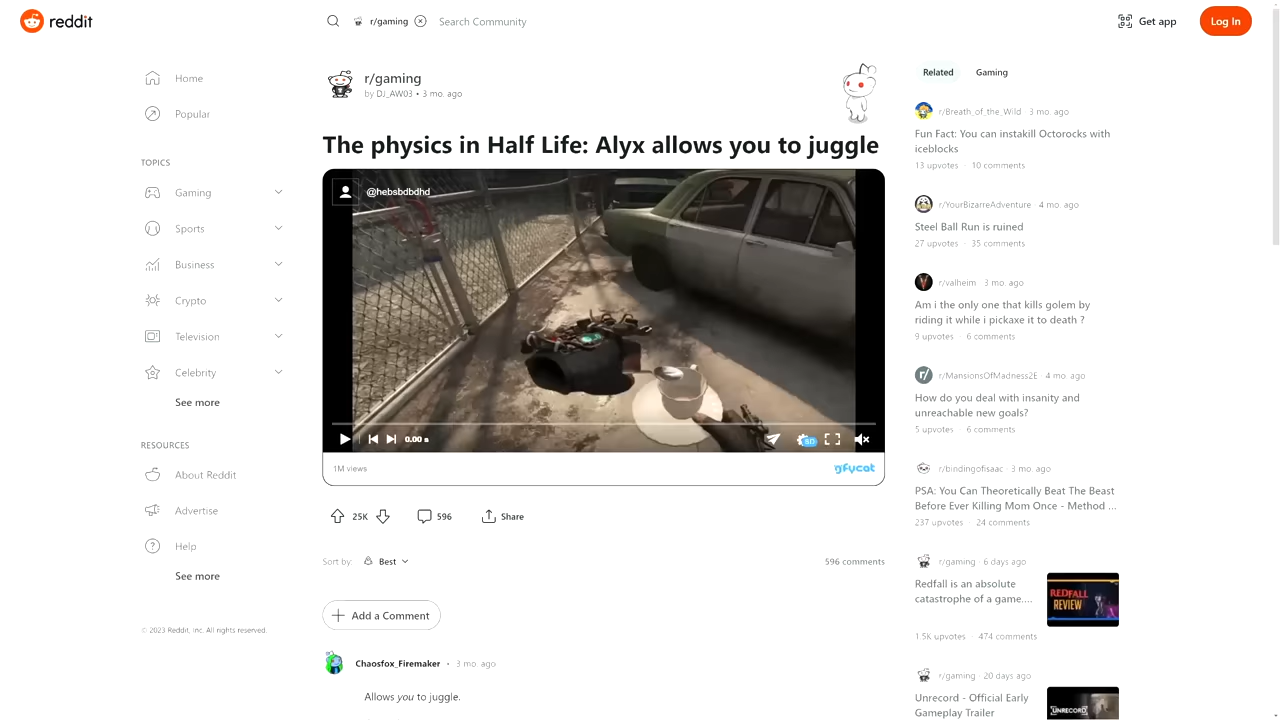 reddit
r/gaming
Search Community
Get app
Log In
Home
Popular
TOPICS
Gaming
Sports
Business
Crypto
Television
Celebrity
See more
RESOURCES
About Reddit
Advertise
Help
See more
© 2023 Reddit, Inc. All rights reserved.
r/gaming
by DJ_AW03 • 3 mo. ago
The physics in Half Life: Alyx allows you to juggle
@hebsbdbdhd
0.00 s
SD
1M views
gfycat
25K
596
Share
Sort by:
Best
596 comments
Add a Comment
Chaosfox_Firemaker • 3 mo. ago
Allows you to juggle.
Related
Gaming
r/Breath_of_the_Wild · 3 mo. ago
Fun Fact: You can instakill Octorocks with
iceblocks
13 upvotes · 10 comments
r/YourBizarreAdventure · 4 mo. ago
Steel Ball Run is ruined
27 upvotes · 35 comments
r/valheim · 3 mo. ago
Am i the only one that kills golem by
riding it while i pickaxe it to death ?
9 upvotes · 6 comments
r/
r/MansionsOfMadness2E · 4 mo. ago
How do you deal with insanity and
unreachable new goals?
5 upvotes · 6 comments
r/bindingofisaac · 3 mo. ago
PSA: You Can Theoretically Beat The Beast
Before Ever Killing Mom Once - Method ...
237 upvotes · 24 comments
r/gaming · 6 days ago
Redfall is an absolute
catastrophe of a game....
REDFALL
REVIEW
1.5K upvotes · 474 comments
r/gaming · 20 days ago
Unrecord - Official Early
Gameplay Trailer
UNRECORD